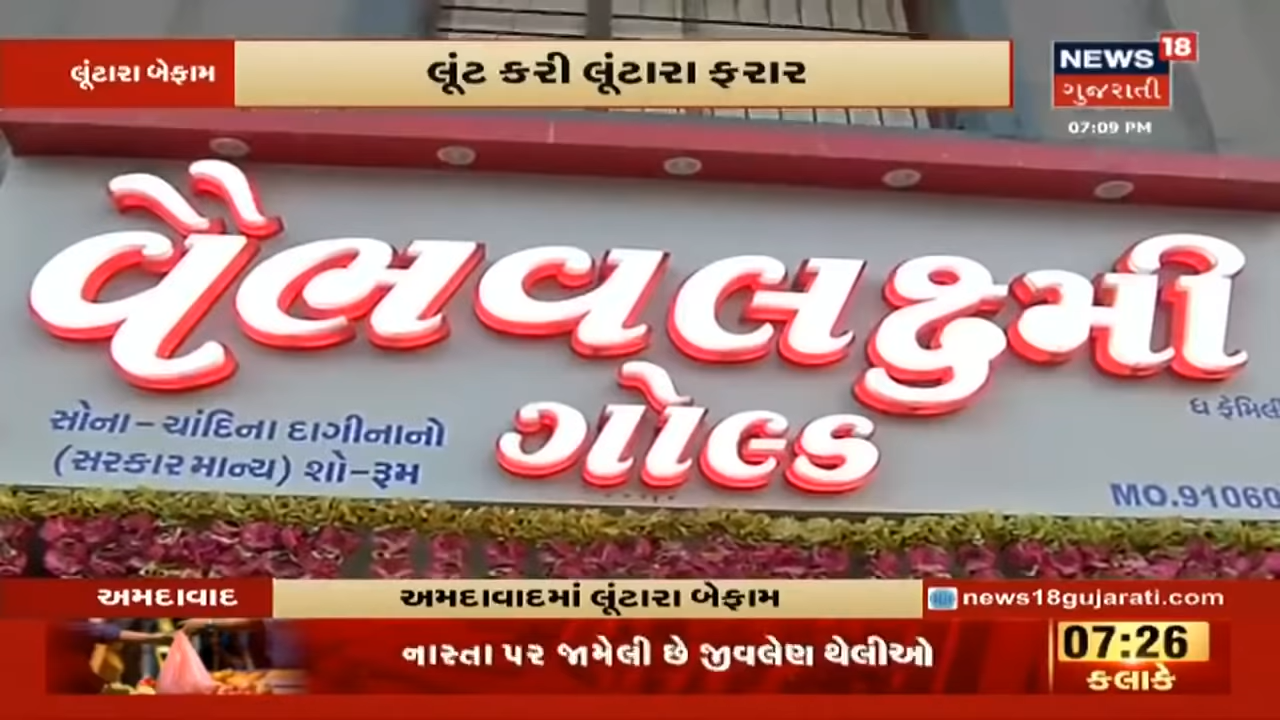 લૂંટારા બેફામ
લૂંટ કરી લૂંટારા ફરાર
NEWS 18
ગુજરાતી
07:09 PM
વૈભવલક્ષ્મી
ગોલ્ડ
સોના-ચાંદિના દાગીનાનો
(સરકાર માન્ય) શો-રૂમ
ધ ફેમિલી
MO.91060
અમદાવાદ
અમદાવાદમાં લૂંટારા બેફામ
news18gujarati.com
નાસ્તા પર જામેલી છે જીવલેણ થેલીઓ
07:26
કલાકે